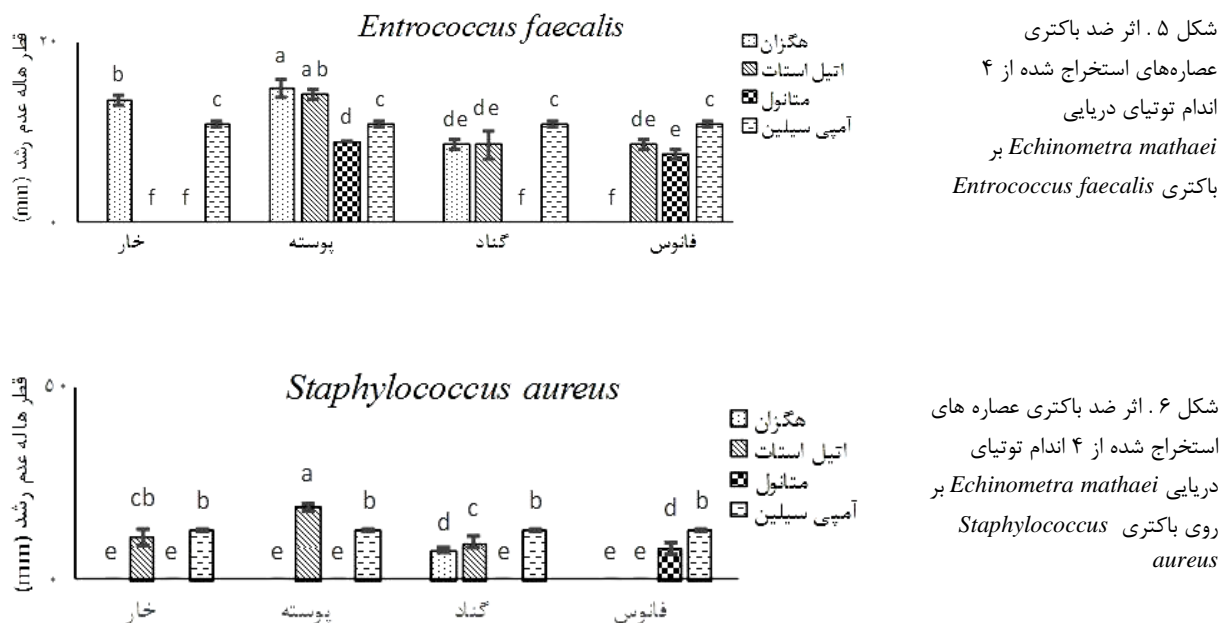 Entrococcus faecalis
۲۰
۰
قطر هاله عدم رشد (mm)
b
f
f
c
a
a b
d
c
de
de
f
c
f
de
e
c
هگزان
اتیل استات
متانول
آمپی سیلین
خار
پوسته
گناد
فانوس
شکل ۵ . اثر ضد باکتری
عصاره‌های استخراج شده از ۴
اندام توتیای دریایی
Echinometra mathaei بر
باکتری Entrococcus faecalis
Staphylococcus aureus
۵۰
۰
قطر هاله عدم رشد (mm)
e
cb
e
b
e
a
e
b
d
c
e
b
e
e
d
b
هگزان
اتیل استات
متانول
آمپی سیلین
خار
پوسته
گناد
فانوس
شکل ۶ . اثر ضد باکتری عصاره های
استخراج شده از ۴ اندام توتیای
دریایی Echinometra mathaei بر
روی باکتری Staphylococcus
aureus